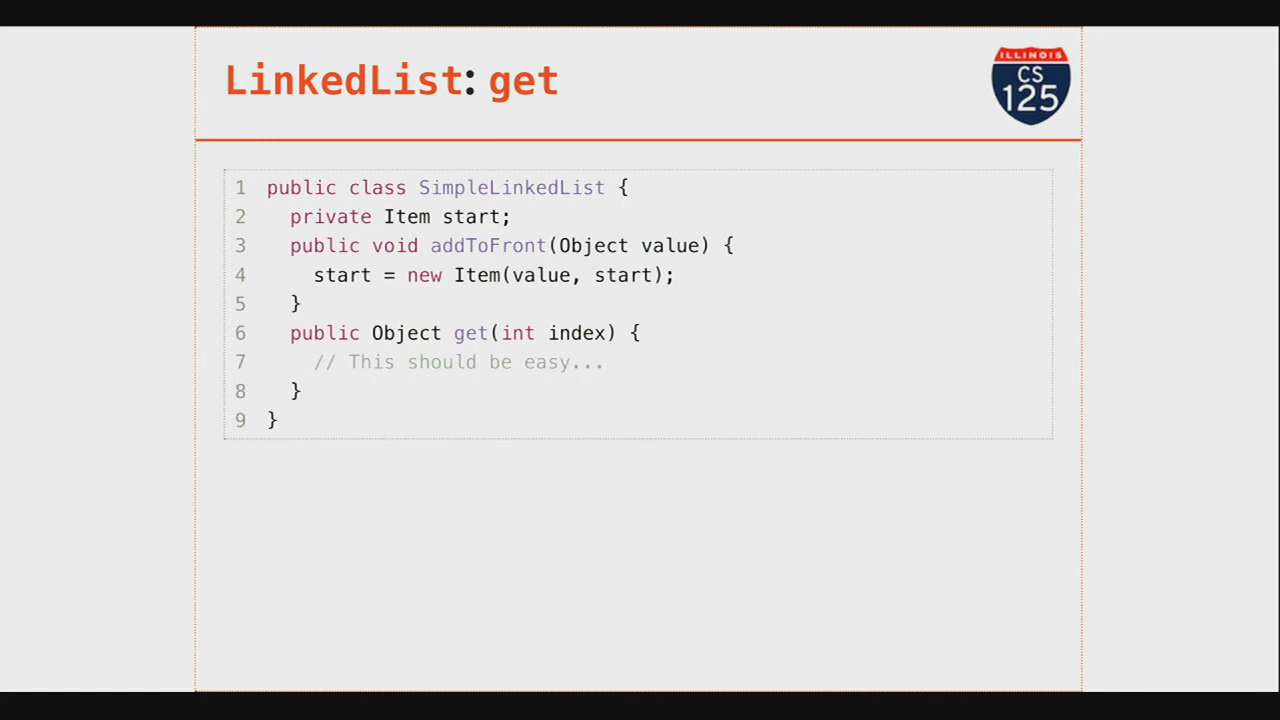 LinkedList: get
ILLINOIS
CS
125
1 public class SimpleLinkedList {
2 private Item start;
3 public void addToFront(Object value) {
4 start = new Item(value, start);
5 }
6 public Object get(int index) {
7 // This should be easy...
8 }
9 }